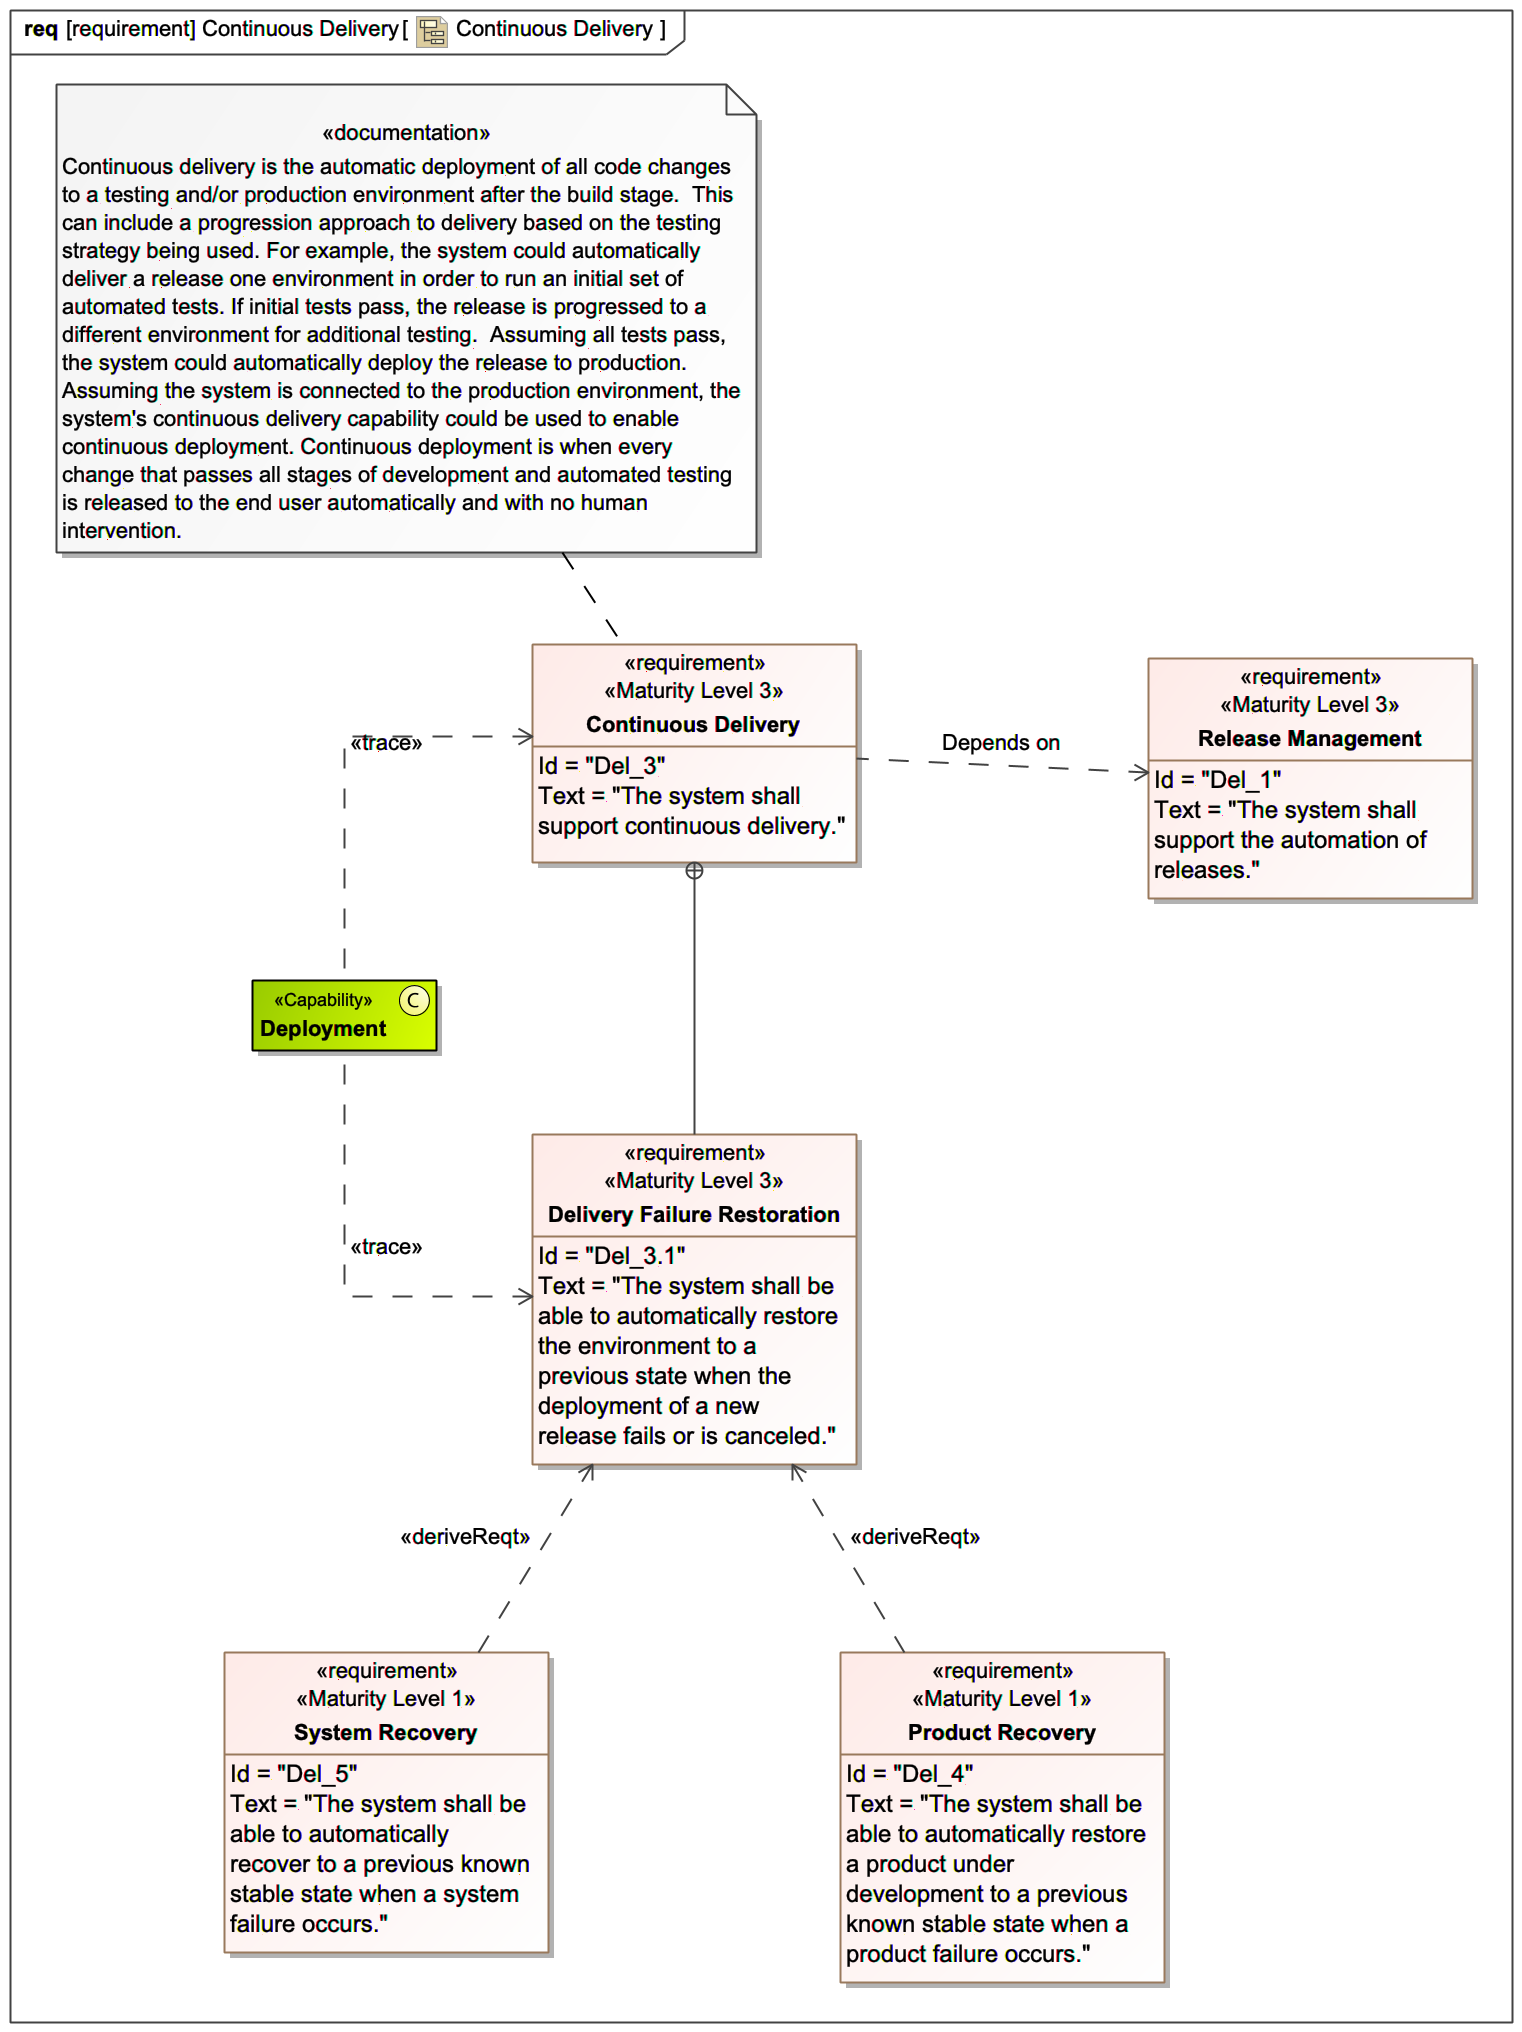 req [requirement] Continuous Delivery[ Continuous Delivery ]
«documentation»
Continuous delivery is the automatic deployment of all code changes
to a testing and/or production environment after the build stage.  This
can include a progression approach to delivery based on the testing
strategy being used. For example, the system could automatically
deliver a release one environment in order to run an initial set of
automated tests. If initial tests pass, the release is progressed to a
different environment for additional testing.  Assuming all tests pass,
the system could automatically deploy the release to production.
Assuming the system is connected to the production environment, the
system's continuous delivery capability could be used to enable
continuous deployment. Continuous deployment is when every
change that passes all stages of development and automated testing
is released to the end user automatically and with no human
intervention.
«requirement»
«Maturity Level 3»
Continuous Delivery
Id = "Del_3"
Text = "The system shall
support continuous delivery."
Depends on
«requirement»
«Maturity Level 3»
Release Management
Id = "Del_1"
Text = "The system shall
support the automation of
releases."
«trace»
«Capability»
C
Deployment
«trace»
«requirement»
«Maturity Level 3»
Delivery Failure Restoration
Id = "Del_3.1"
Text = "The system shall be
able to automatically restore
the environment to a
previous state when the
deployment of a new
release fails or is canceled."
«deriveReqt»
«deriveReqt»
«requirement»
«Maturity Level 1»
System Recovery
Id = "Del_5"
Text = "The system shall be
able to automatically
recover to a previous known
stable state when a system
failure occurs."
«requirement»
«Maturity Level 1»
Product Recovery
Id = "Del_4"
Text = "The system shall be
able to automatically restore
a product under
development to a previous
known stable state when a
product failure occurs."